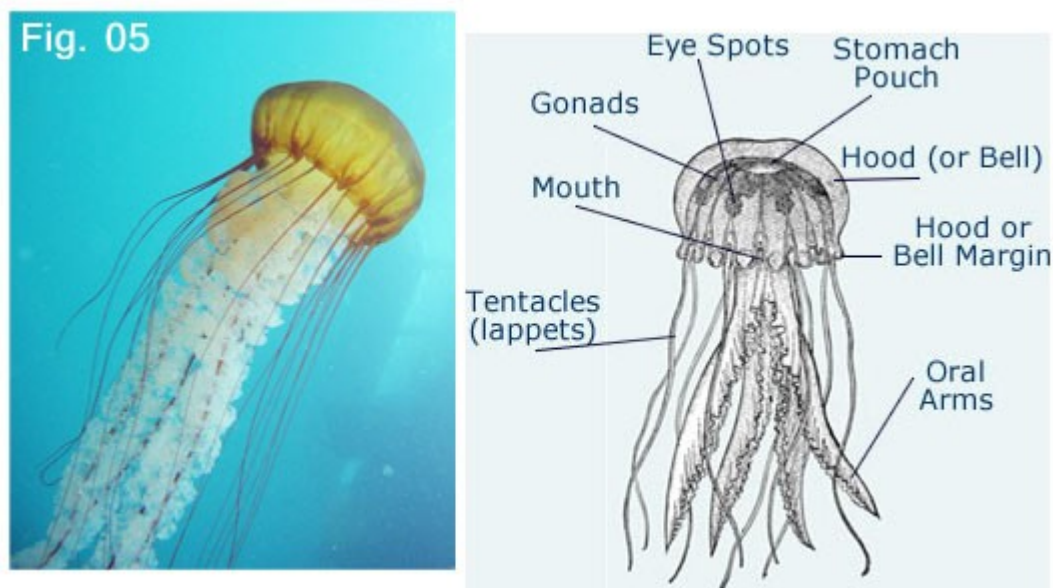 Fig. 05
Eye Spots
Stomach
Pouch
Gonads
Hood (or Bell)
Mouth
Hood or
Bell Margin
Tentacles
(lappets)
Oral
Arms